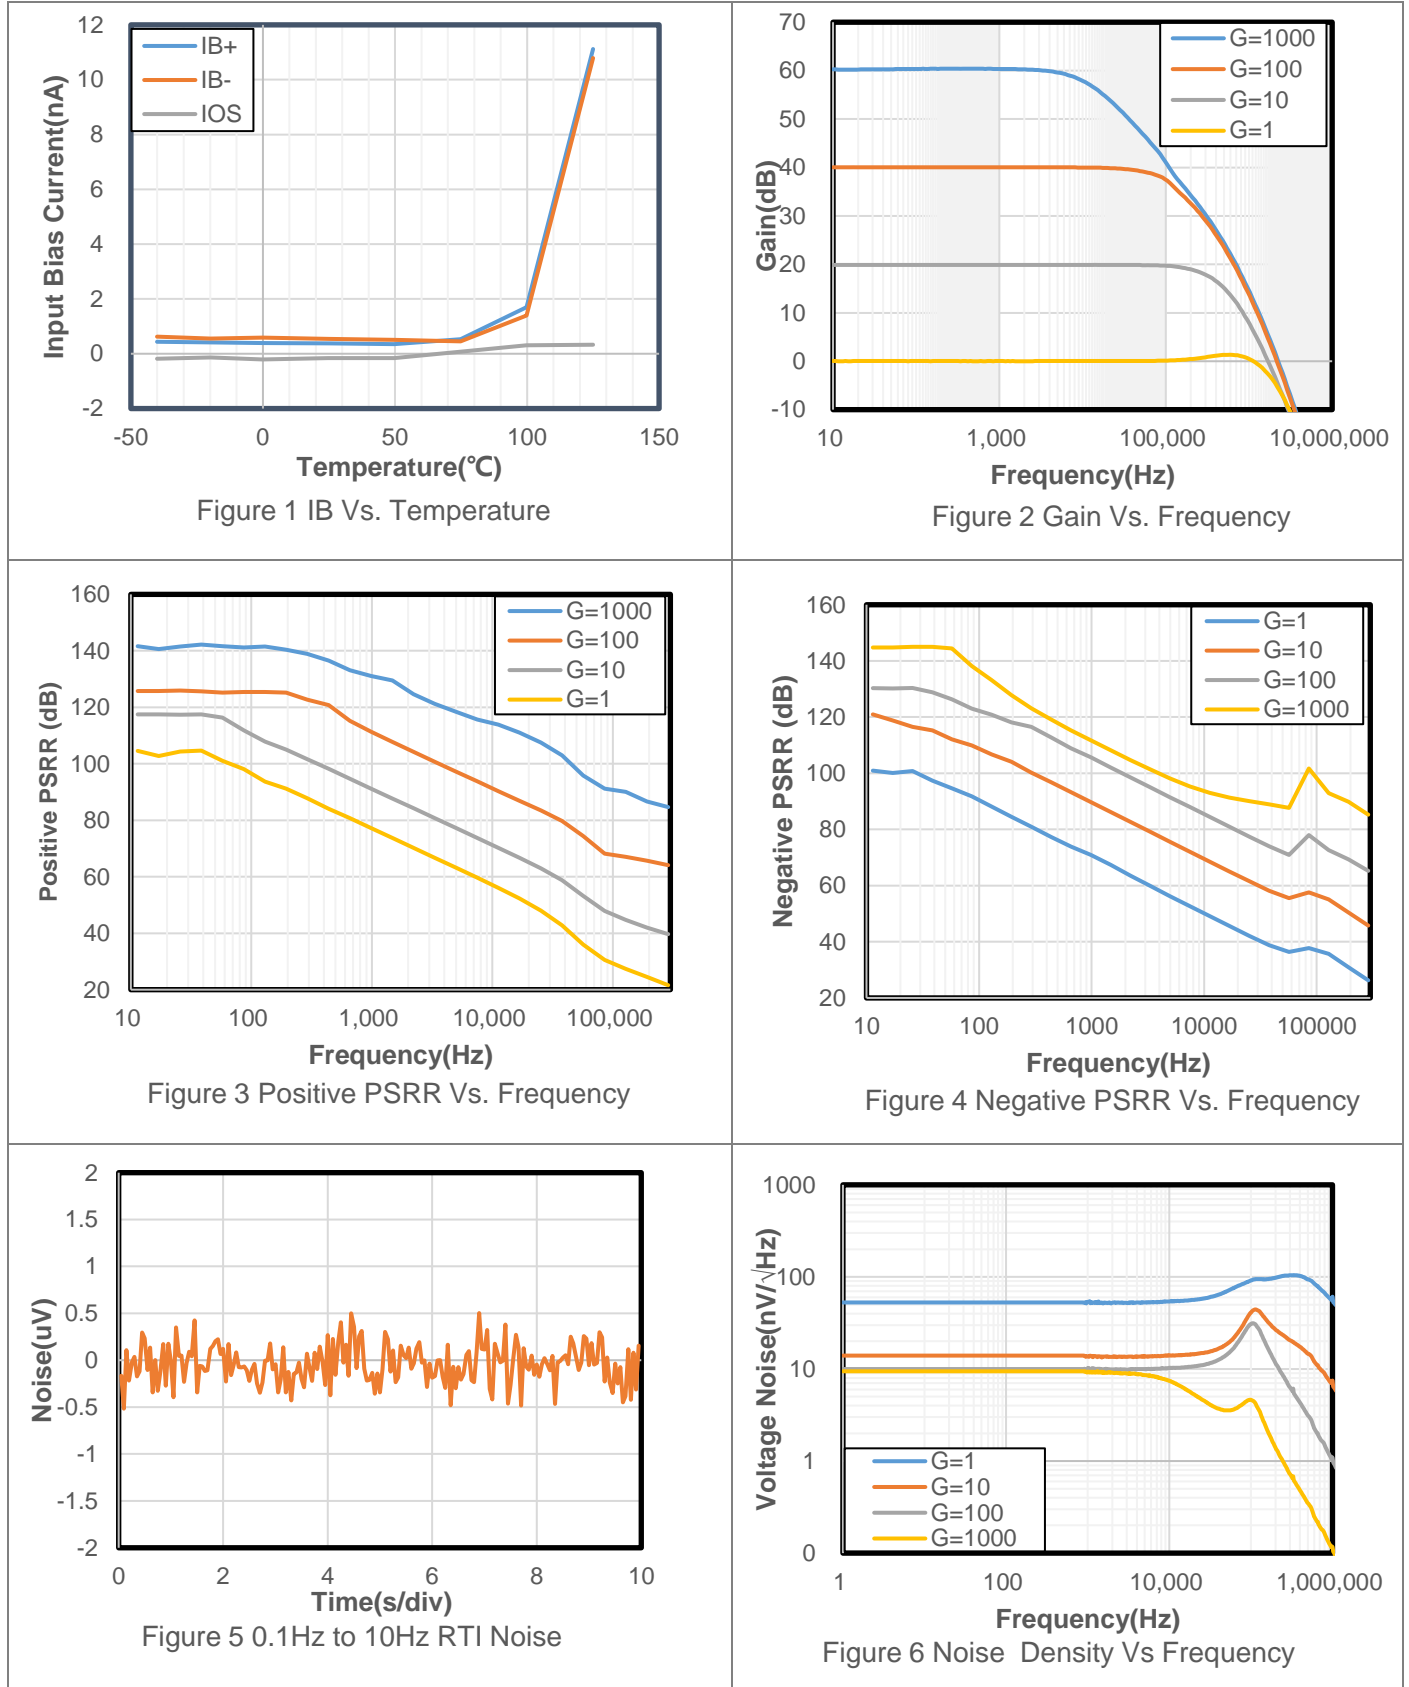 12
10
8
6
4
2
0
-2
Input Bias Current(nA)
IB+
IB-
IOS
-50 0 50 100 150
Temperature(℃)
Figure 1 IB Vs. Temperature
70
60
50
40
30
20
10
0
-10
Gain(dB)
G=1000
G=100
G=10
G=1
10 1,000 100,000 10,000,000
Frequency(Hz)
Figure 2 Gain Vs. Frequency
160
140
120
100
80
60
40
20
Positive PSRR (dB)
G=1000
G=100
G=10
G=1
10 100 1,000 10,000 100,000
Frequency(Hz)
Figure 3 Positive PSRR Vs. Frequency
160
140
120
100
80
60
40
20
Negative PSRR (dB)
G=1
G=10
G=100
G=1000
10 100 1000 10000 100000
Frequency(Hz)
Figure 4 Negative PSRR Vs. Frequency
2
1.5
1
0.5
0
-0.5
-1
-1.5
-2
Noise(uV)
0 2 4 6 8 10
Time(s/div)
Figure 5 0.1Hz to 10Hz RTI Noise
1000
100
10
1
0
Voltage Noise(nV/√Hz)
G=1
G=10
G=100
G=1000
1 100 10,000 1,000,000
Frequency(Hz)
Figure 6 Noise Density Vs Frequency